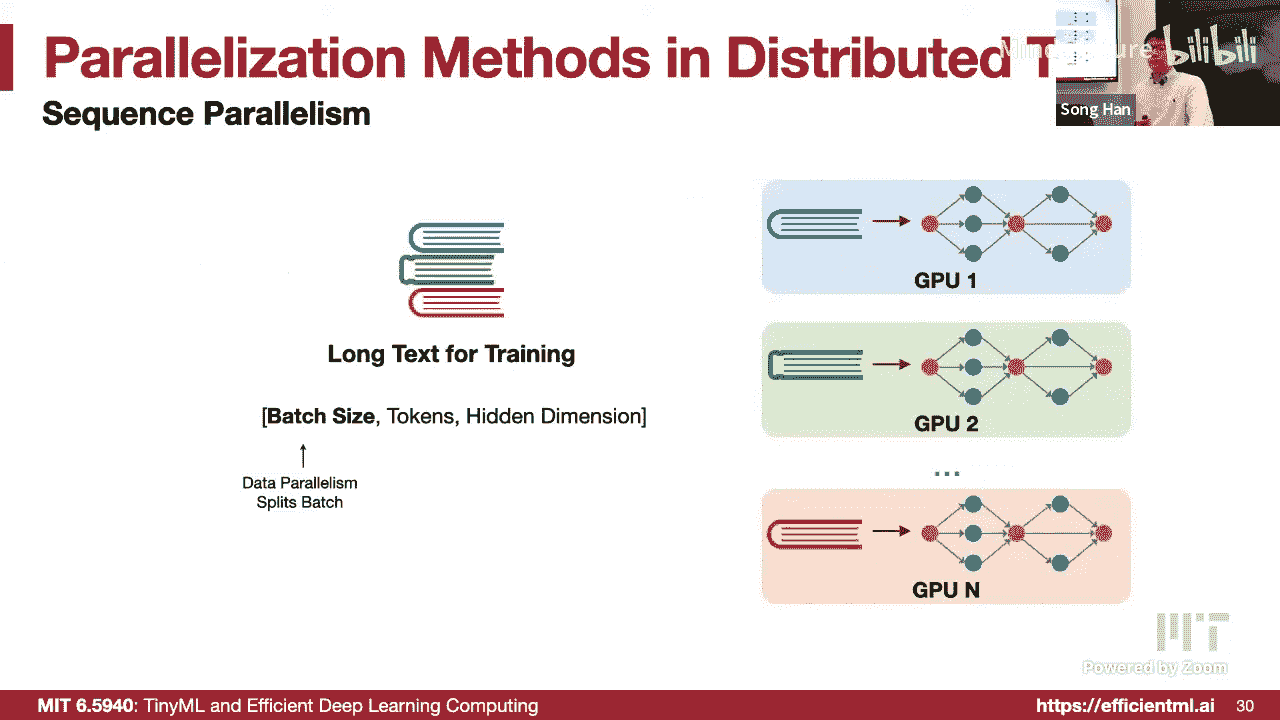 Parallelization Methods in Distributed T
bilibili
Song Han
Sequence Parallelism
GPU 1
Long Text for Training
[Batch Size, Tokens, Hidden Dimension]
GPU 2
...
Data Parallelism
Splits Batch
GPU N
MIT
Powered by Zoom
MIT 6.5940: TinyML and Efficient Deep Learning Computing
https://efficientml.ai
30